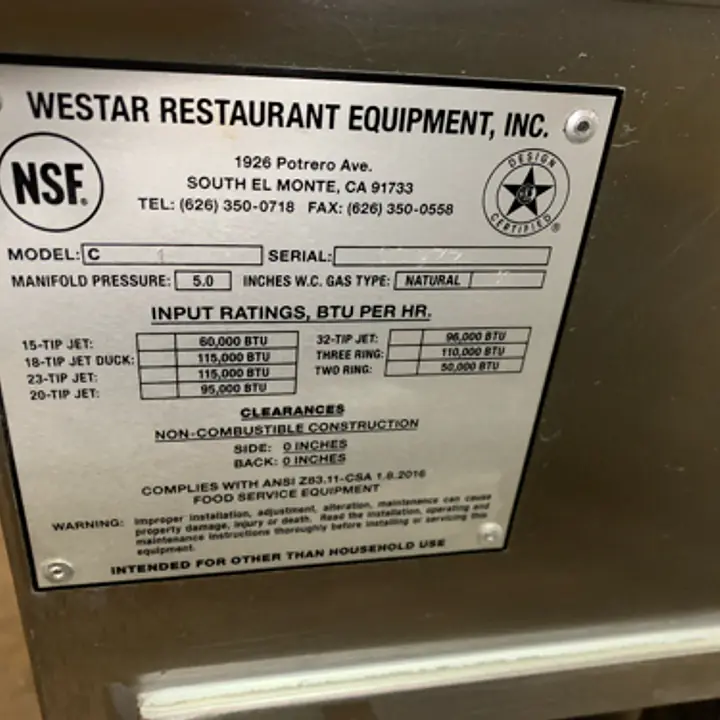 WESTAR RESTAURANT EQUIPMENT, INC.
NSF®
1926 Potrero Ave.
SOUTH EL MONTE, CA 91733
TEL: (626) 350-0718 FAX: (626) 350-0558
DESIGN CERTIFIED ®
MODEL: C SERIAL:
MANIFOLD PRESSURE: 5.0 INCHES W.C. GAS TYPE: NATURAL
INPUT RATINGS, BTU PER HR.
15-TIP JET: 60,000 BTU
18-TIP JET DUCK: 115,000 BTU
23-TIP JET: 115,000 BTU
20-TIP JET: 95,000 BTU
32-TIP JET: 96,000 BTU
THREE RING: 110,000 BTU
TWO RING: 50,000 BTU
CLEARANCES
NON-COMBUSTIBLE CONSTRUCTION
SIDE: 0 INCHES
BACK: 0 INCHES
COMPLIES WITH ANSI Z83.11-CSA 1.8.2016
FOOD SERVICE EQUIPMENT
WARNING: Improper installation, adjustment, alteration, maintenance can cause
property damage, injury or death. Read the installation, operating and
maintenance instructions thoroughly before installing or servicing this
equipment.
INTENDED FOR OTHER THAN HOUSEHOLD USE